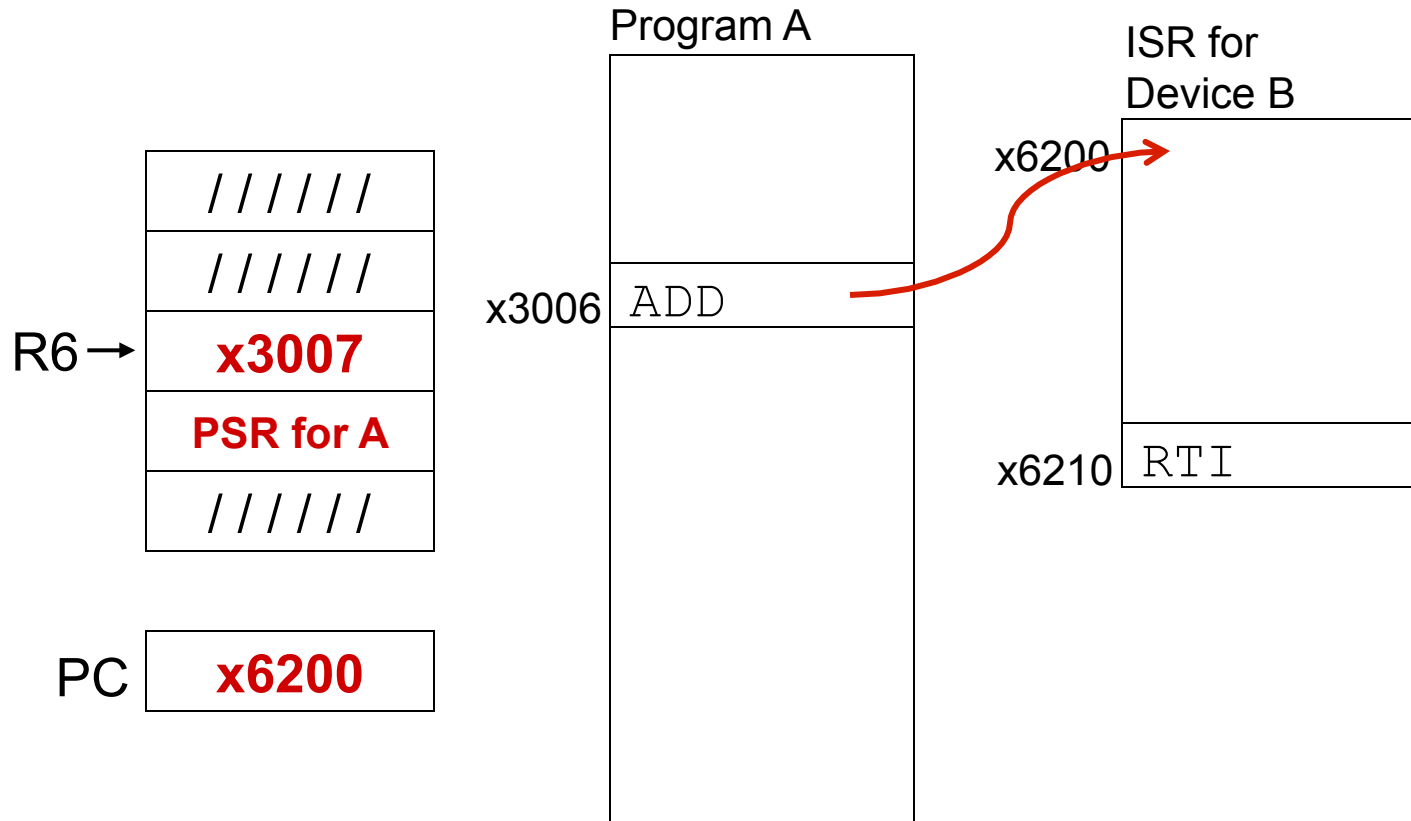 Program A
ISR for
Device B
x6200
//////
//////
x3006
ADD
R6
x3007
PSR for A
x6210
RTI
//////
PC
x6200